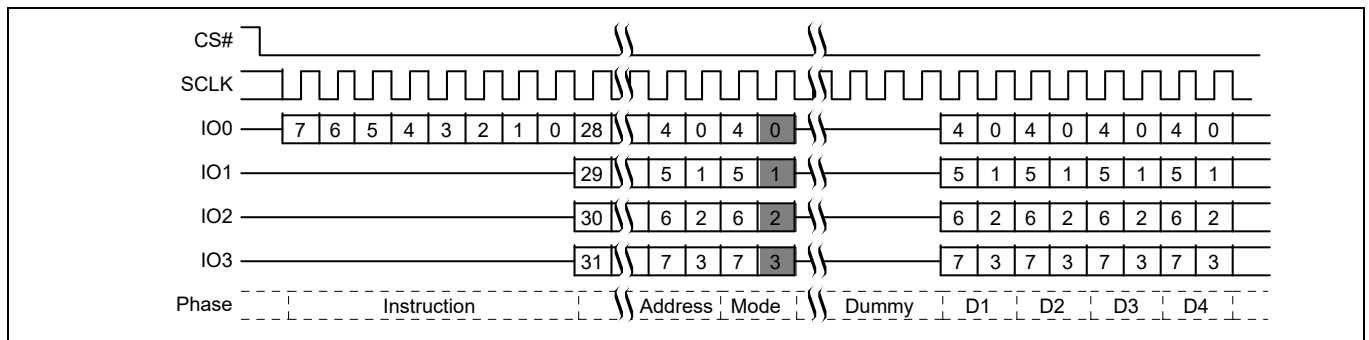 CS#
SCLK
IO0 7 6 5 4 3 2 1 0 28 4 0 4 0 4 0 4 0 4 0 4 0
IO1 29 5 1 5 1 5 1 5 1 5 1 5 1
IO2 30 6 2 6 2 6 2 6 2 6 2 6 2
IO3 31 7 3 7 3 7 3 7 3 7 3 7 3
Phase Instruction Address Mode Dummy D1 D2 D3 D4